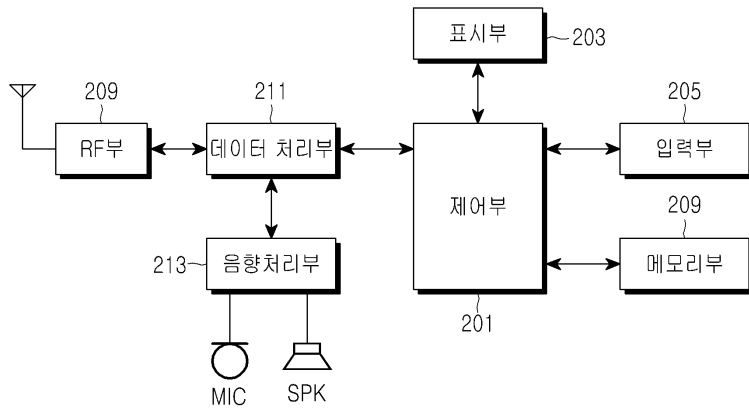 표시부
203
209
211
205
RF부
데이터 처리부
입력부
제어부
209
213
음향처리부
메모리부
201
MIC
SPK